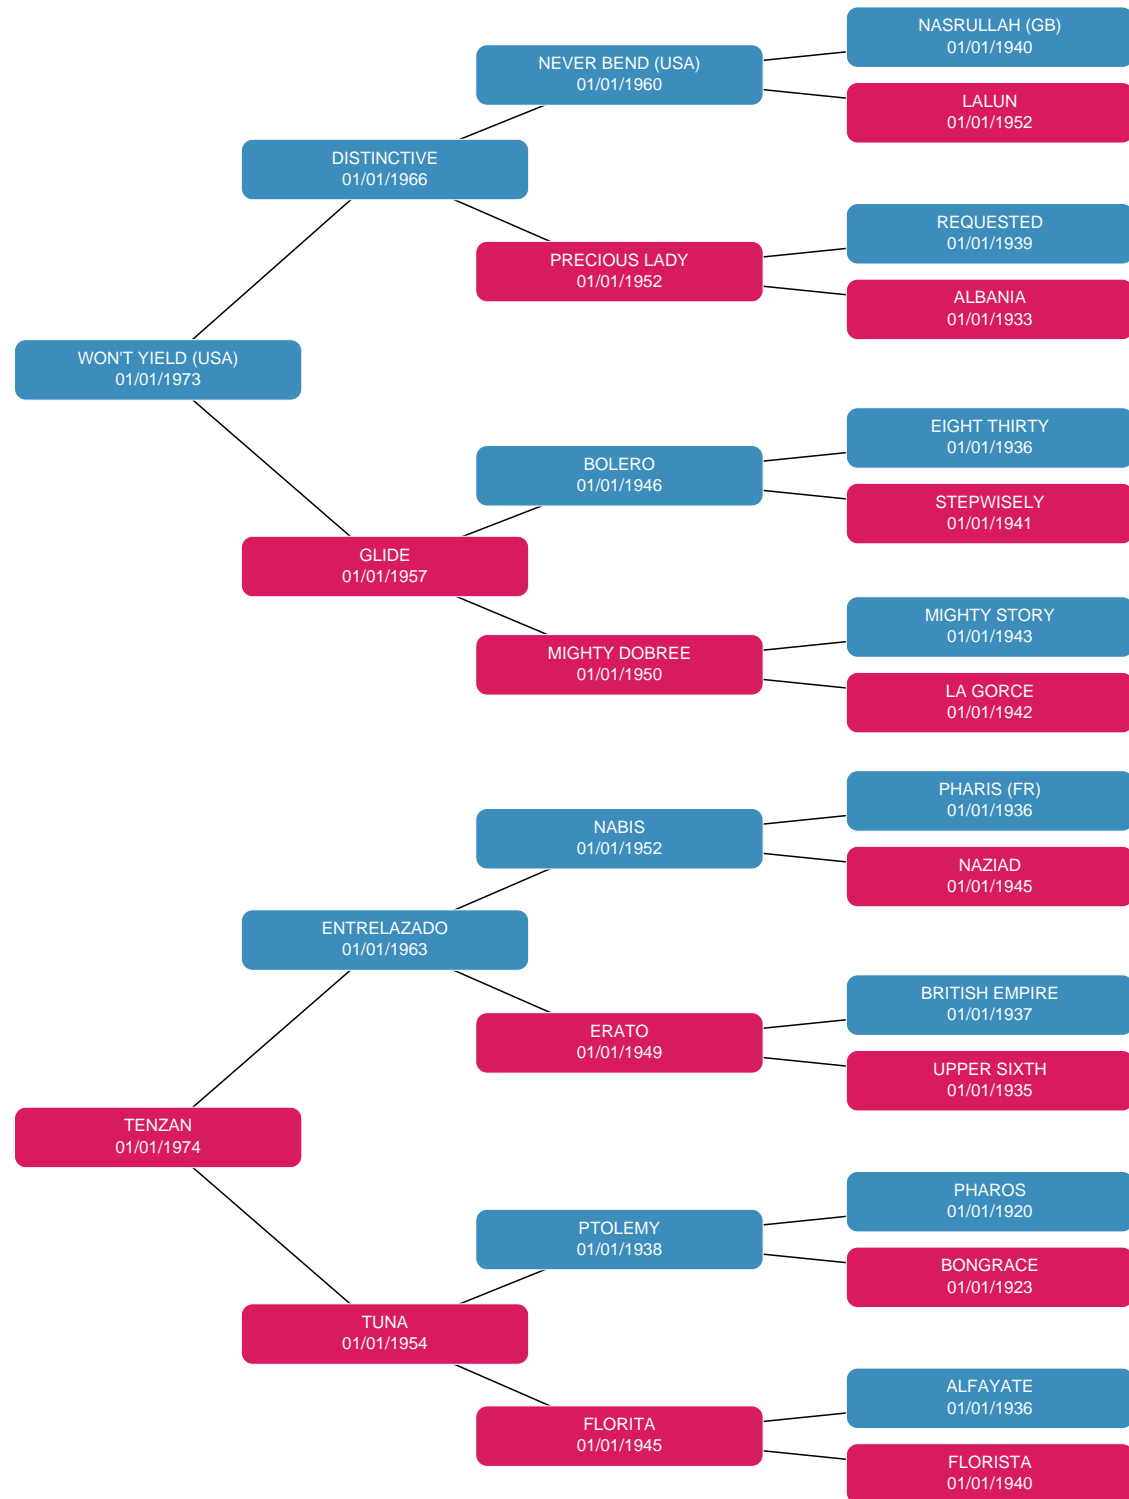 NASRULLAH (GB)
01/01/1940
NEVER BEND (USA)
01/01/1960
LALUN
01/01/1952
DISTINCTIVE
01/01/1966
REQUESTED
01/01/1939
PRECIOUS LADY
01/01/1952
ALBANIA
01/01/1933
WON'T YIELD (USA)
01/01/1973
EIGHT THIRTY
01/01/1936
BOLERO
01/01/1946
STEPWISELY
01/01/1941
GLIDE
01/01/1957
MIGHTY STORY
01/01/1943
MIGHTY DOBREE
01/01/1950
LA GORCE
01/01/1942
PHARIS (FR)
01/01/1936
NABIS
01/01/1952
NAZIAD
01/01/1945
ENTRELAZADO
01/01/1963
BRITISH EMPIRE
01/01/1937
ERATO
01/01/1949
UPPER SIXTH
01/01/1935
TENZAN
01/01/1974
PHAROS
01/01/1920
PTOLEMY
01/01/1938
BONGRACE
01/01/1923
TUNA
01/01/1954
ALFAYATE
01/01/1936
FLORITA
01/01/1945
FLORISTA
01/01/1940